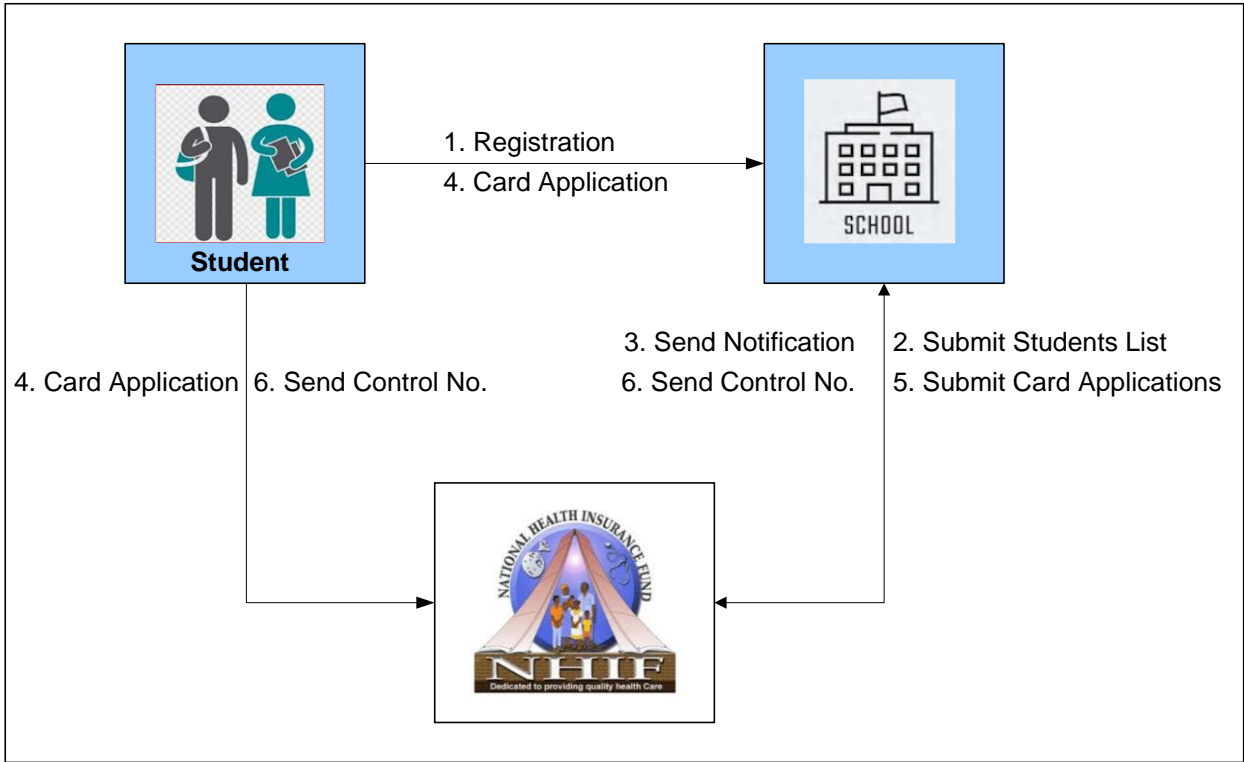 1. Registration
4. Card Application
SCHOOL
Student
3. Send Notification
2. Submit Students List
4. Card Application
6. Send Control No.
6. Send Control No.
5. Submit Card Applications
NATIONAL HEALTH INSURANCE FUND
NHIF
Dedicated to providing quality health Care